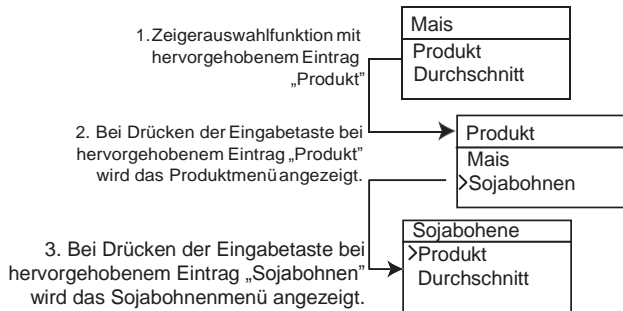 1. Zeigerauswahlfunktion mit
hervorgehobenem Eintrag
„Produkt”
Mais
Produkt
Durchschnitt
2. Bei Drücken der Eingabetaste bei
hervorgehobenem Eintrag „Produkt”
wird das Produktmenü angezeigt.
Produkt
Mais
>Sojabohnen
3. Bei Drücken der Eingabetaste bei
hervorgehobenem Eintrag „Sojabohnen”
wird das Sojabohnenmenü angezeigt.
Sojabohene
>Produkt
Durchschnitt